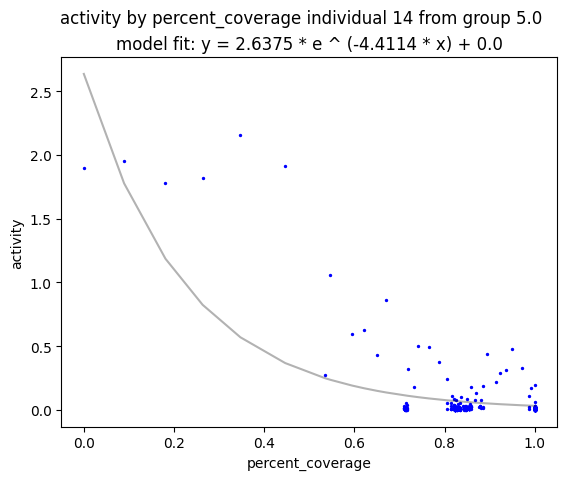 activity by percent_coverage individual 14 from group 5.0
model fit: y = 2.6375 * e ^ (-4.4114 * x) + 0.0
2.5
2.0
1.5
1.0
0.5
0.0
activity
0.0 0.2 0.4 0.6 0.8 1.0
percent_coverage